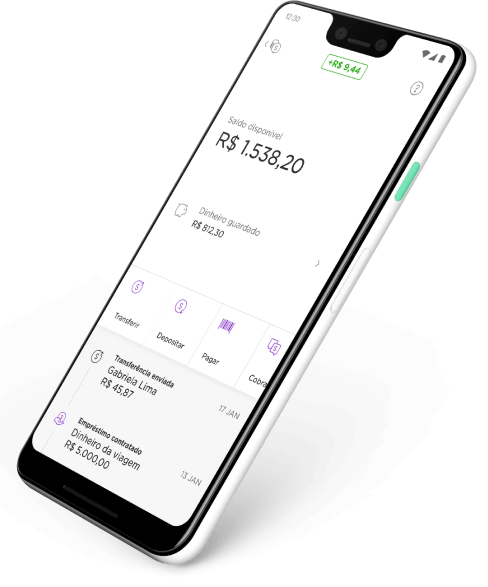 12:30
+R$ 9,44
Saldo disponível
R$ 1.538,20
Dinheiro guardado
R$ 812,30
Transferir
Depositar
Pagar
Cobra
Transferência enviada
17 JAN
Gabriela Lima
R$ 45,87
Empréstimo contratado
13 JAN
Dinheiro da viagem
R$ 5.000,00